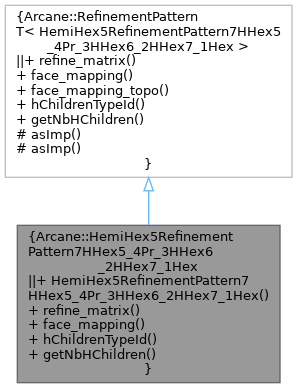 {Arcane::RefinementPattern
T< HemiHex5RefinementPattern7HHex5
_4Pr_3HHex6_2HHex7_1Hex >
||+ refine_matrix()
+ face_mapping()
+ face_mapping_topo()
+ hChildrenTypeId()
+ getNbHChildren()
# asImp()
# asImp()
}
{Arcane::HemiHex5Refinement
Pattern7HHex5_4Pr_3HHex6
_2HHex7_1Hex
||+ HemiHex5RefinementPattern7
HHex5_4Pr_3HHex6_2HHex7_1Hex()
+ refine_matrix()
+ face_mapping()
+ hChildrenTypeId()
+ getNbHChildren()
}